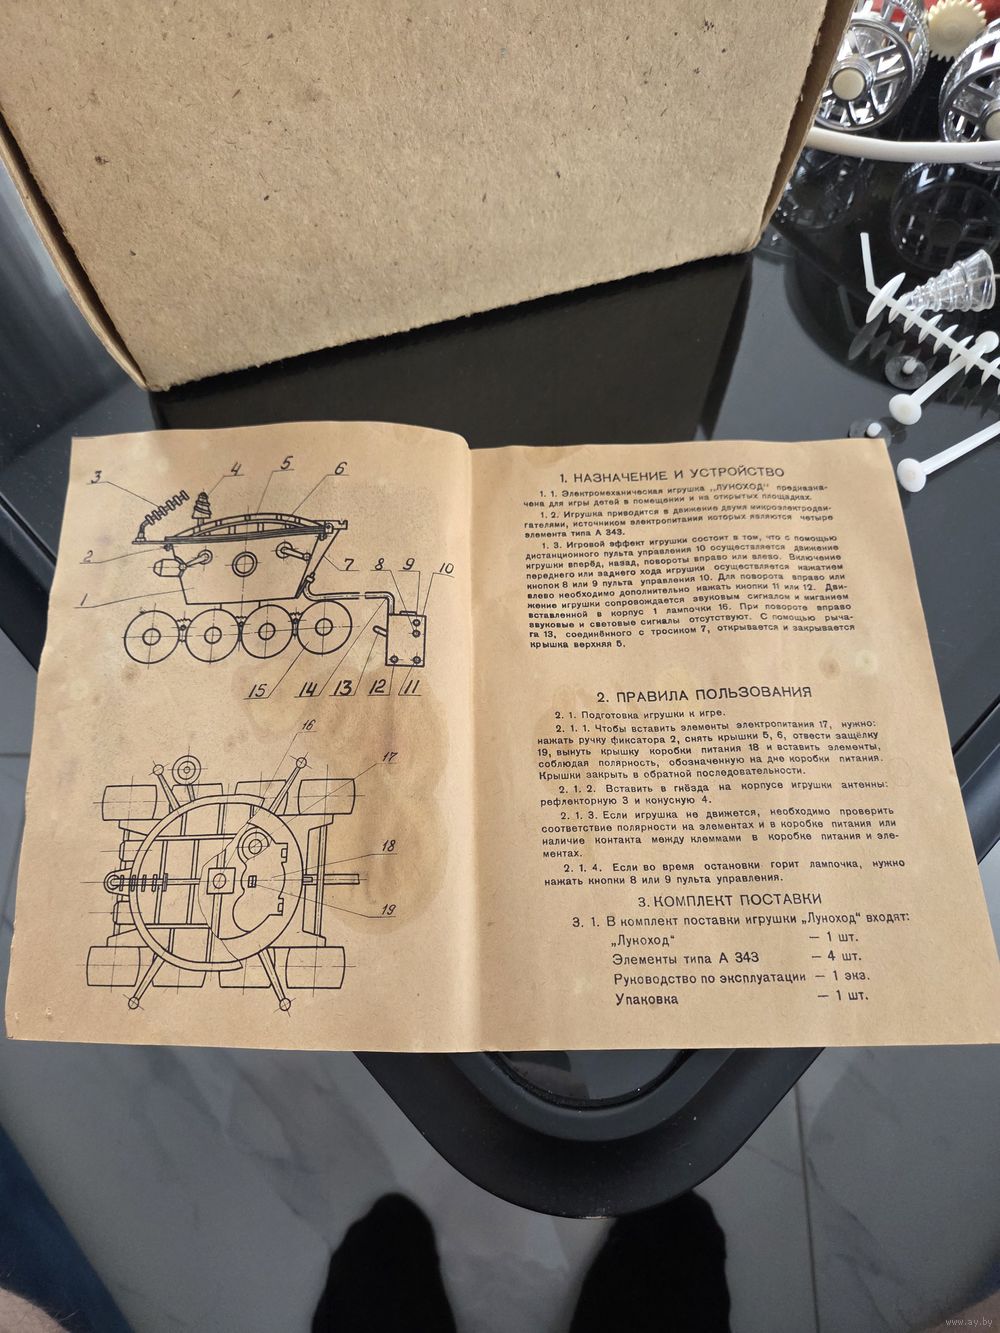 3
4
5
6
2
1
7
8
9
10
15
14
13
12
11
16
17
18
19
1. НАЗНАЧЕНИЕ И УСТРОЙСТВО
1. 1. Электромеханическая игрушка „ЛУНОХОД" предназна-
чена для игры детей в помещении и на открытых площадках.
1. 2. Игрушка приводится в движение двумя микроэлектродви-
гателями, источником электропитания которых являются четыре
элемента типа А 343.
1. 3. Игровой эффект игрушки состоит в том, что с помощью
дистанционного пульта управления 10 осуществляется движение
игрушки вперёд, назад, повороты вправо или влево. Включение
переднего или заднего хода игрушки осуществляется нажатием
кнопок 8 или 9 пульта управления 10. Для поворота вправо или
влево необходимо дополнительно нажать кнопки 11 или 12. Дви-
жение игрушки сопровождается звуковым сигналом и миганием
вставленной в корпус 1 лампочки 16. При повороте вправо
звуковые и световые сигналы отсутствуют. С помощью рыча-
га 13, соединённого с тросиком 7, открывается и закрывается
крышка верхняя 5.
2. ПРАВИЛА ПОЛЬЗОВАНИЯ
2. 1. Подготовка игрушки к игре.
2. 1. 1. Чтобы вставить элементы электропитания 17, нужно:
нажать ручку фиксатора 2, снять крышки 5, 6, отвести защёлку
19, вынуть крышку коробки питания 18 и вставить элементы,
соблюдая полярность, обозначенную на дне коробки питания.
Крышки закрыть в обратной последовательности.
2. 1. 2. Вставить в гнёзда на корпусе игрушки антенны:
рефлекторную 3 и конусную 4.
2. 1. 3. Если игрушка не движется, необходимо проверить
соответствие полярности на элементах и в коробке питания или
наличие контакта между клеммами в коробке питания и эле-
ментах.
2. 1. 4. Если во время остановки горит лампочка, нужно
нажать кнопки 8 или 9 пульта управления.
3. КОМПЛЕКТ ПОСТАВКИ
3. 1. В комплект поставки игрушки „Луноход" входят:
„Луноход" — 1 шт.
Элементы типа А 343 — 4 шт.
Руководство по эксплуатации — 1 экз.
Упаковка — 1 шт.
www.ay.by